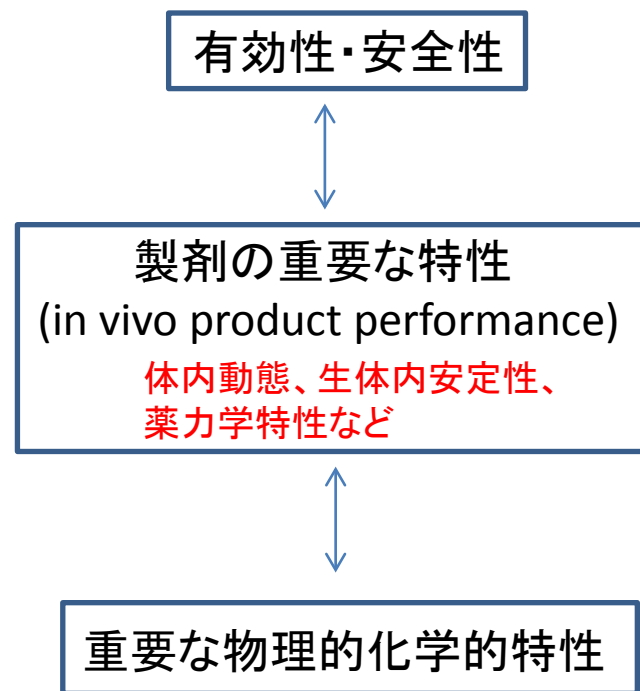 有効性・安全性
製剤の重要な特性
(in vivo product performance)
体内動態、生体内安定性、
薬力学特性など
重要な物理的化学的特性